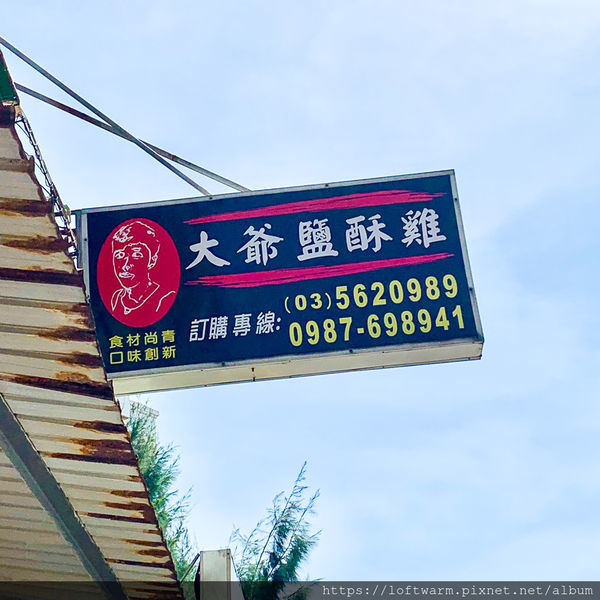 大爺鹽酥雞
訂購專線:
(03)5620989
0987-698941
食材尚青
口味創新
https://loftwarm.pixnet.net/album